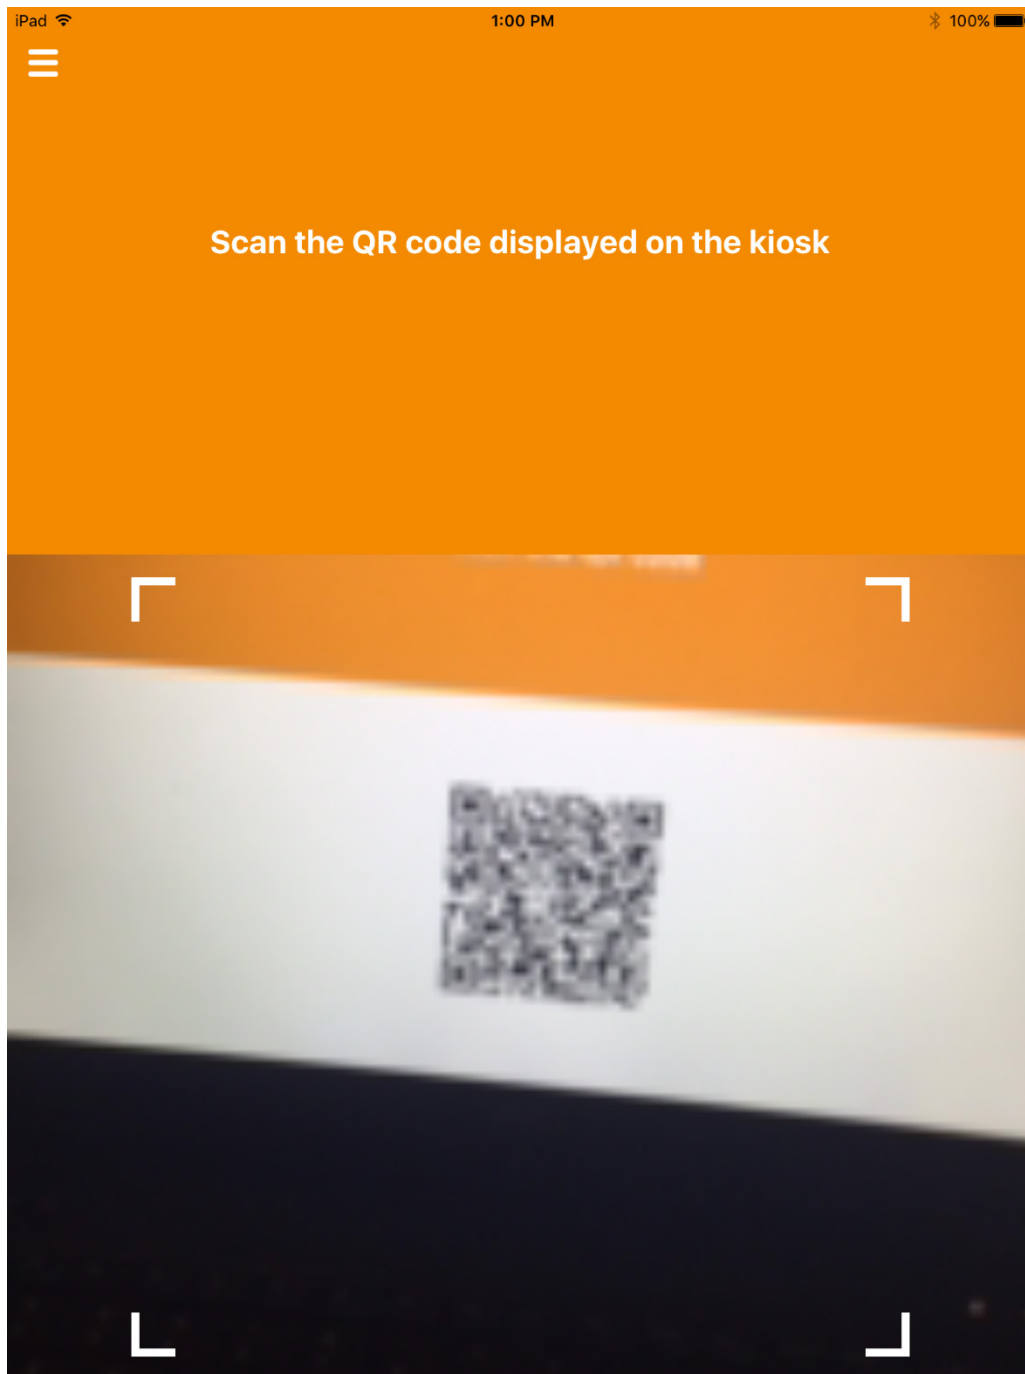 iPad 1:00 PM 100%
Scan the QR code displayed on the kiosk